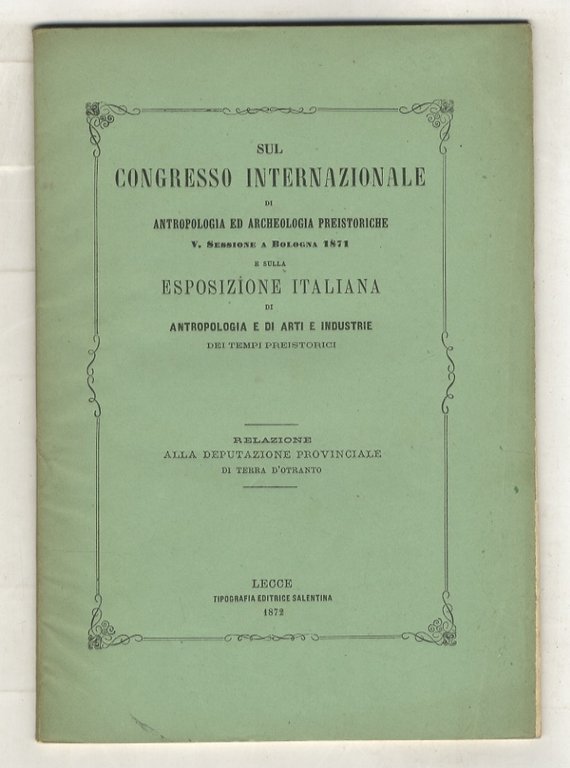 SUL
CONGRESSO INTERNAZIONALE
DI
ANTROPOLOGIA ED ARCHEOLOGIA PREISTORICHE
V. SESSIONE A BOLOGNA 1871
E SULLA
ESPOSIZIONE ITALIANA
DI
ANTROPOLOGIA E DI ARTI E INDUSTRIE
DEI TEMPI PREISTORICI
RELAZIONE
ALLA DEPUTAZIONE PROVINCIALE
DI TERRA D'OTRANTO
LECCE
TIPOGRAFIA EDITRICE SALENTINA
1872